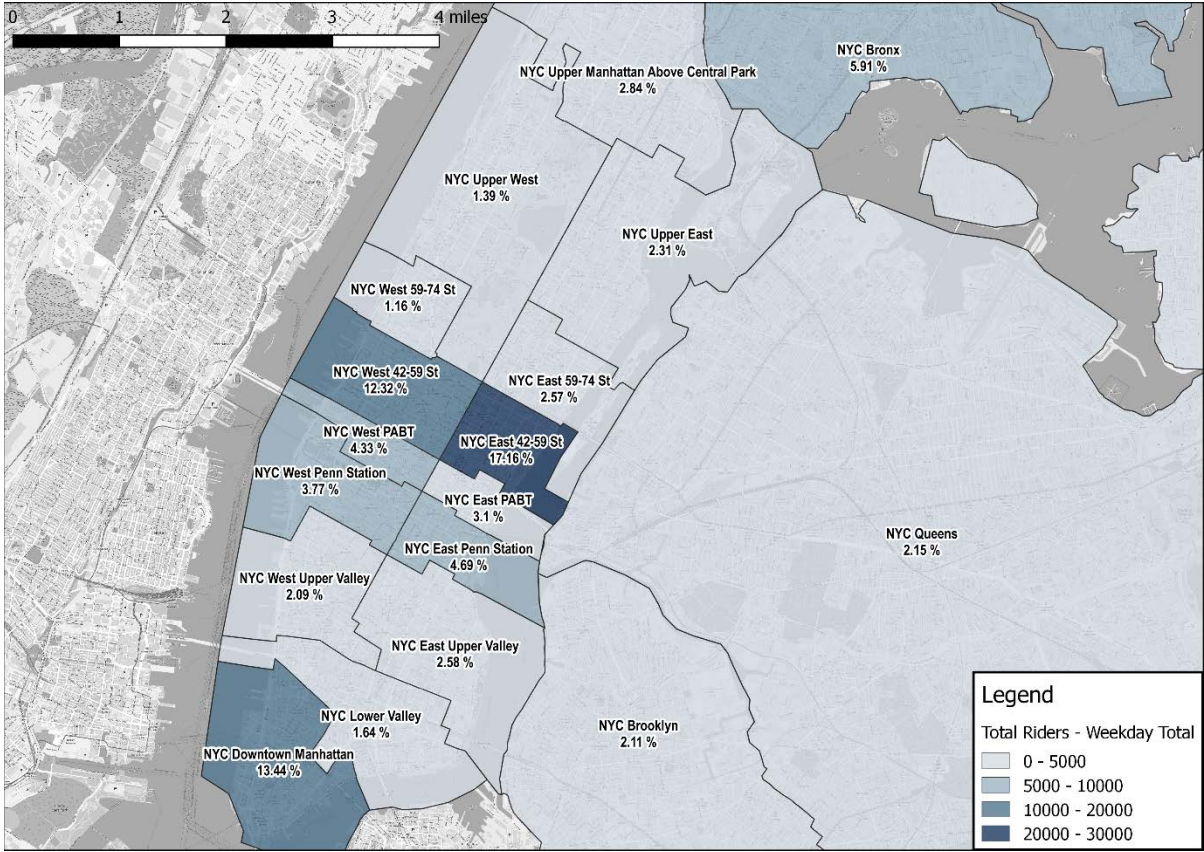 0 1 2 3 4 miles
NYC Bronx
5.91 %
NYC Upper Manhattan Above Central Park
2.84 %
NYC Upper West
1.39 %
NYC Upper East
2.31 %
NYC West 59-74 St
1.16 %
NYC West 42-59 St
12.32 %
NYC East 59-74 St
2.57 %
NYC West PABT
4.33 %
NYC East 42-59 St
17.16 %
NYC West Penn Station
3.77 %
NYC East PABT
3.1 %
NYC Queens
2.15 %
NYC East Penn Station
4.69 %
NYC West Upper Valley
2.09 %
NYC East Upper Valley
2.58 %
NYC Lower Valley
1.64 %
NYC Brooklyn
2.11 %
NYC Downtown Manhattan
13.44 %
Legend
Total Riders - Weekday Total
0 - 5000
5000 - 10000
10000 - 20000
20000 - 30000